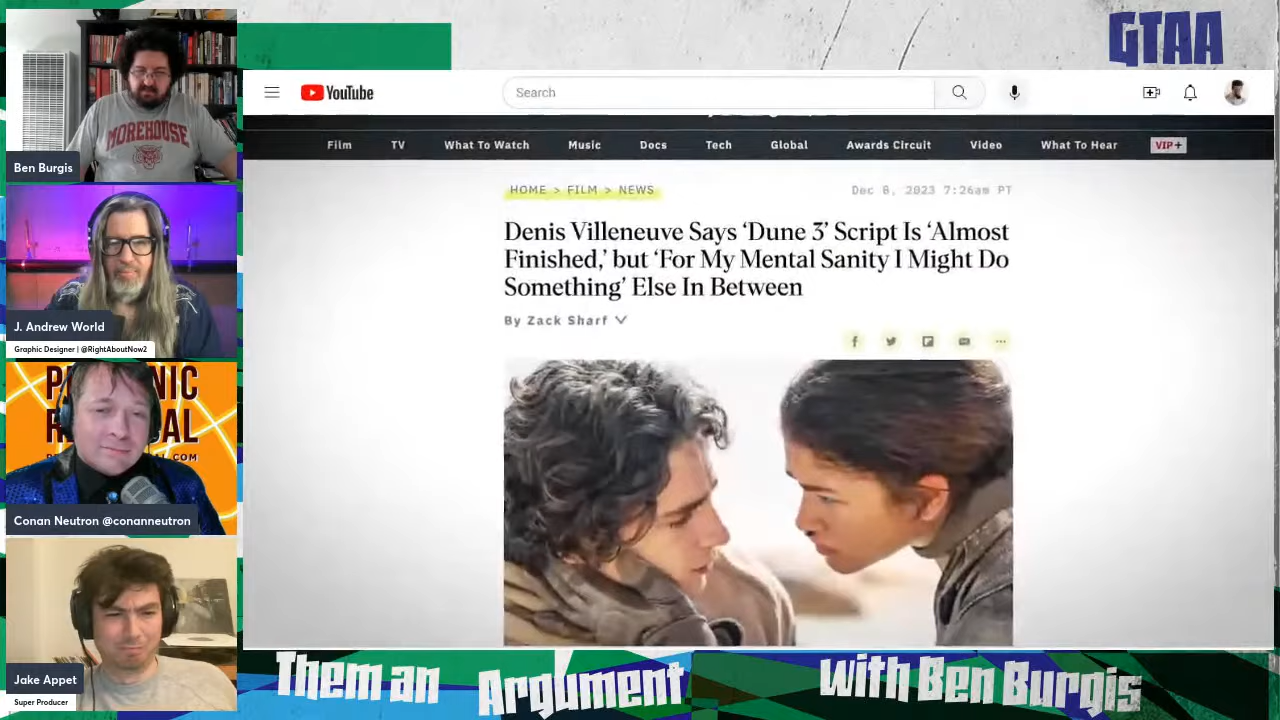 GTAA
YouTube
Search
Film TV What To Watch Music Docs Tech Global Awards Circuit Video What To Hear VIP+
HOME > FILM > NEWS
Dec 8, 2023 7:26am PT
Denis Villeneuve Says ‘Dune 3’ Script Is ‘Almost
Finished,’ but ‘For My Mental Sanity I Might Do
Something’ Else In Between
By Zack Sharf
MOREHOUSE
Ben Burgis
J. Andrew World
Graphic Designer | @RightAboutNow2
Conan Neutron @conanneutron
Jake Appet
Super Producer
Them an Argument with Ben Burgis